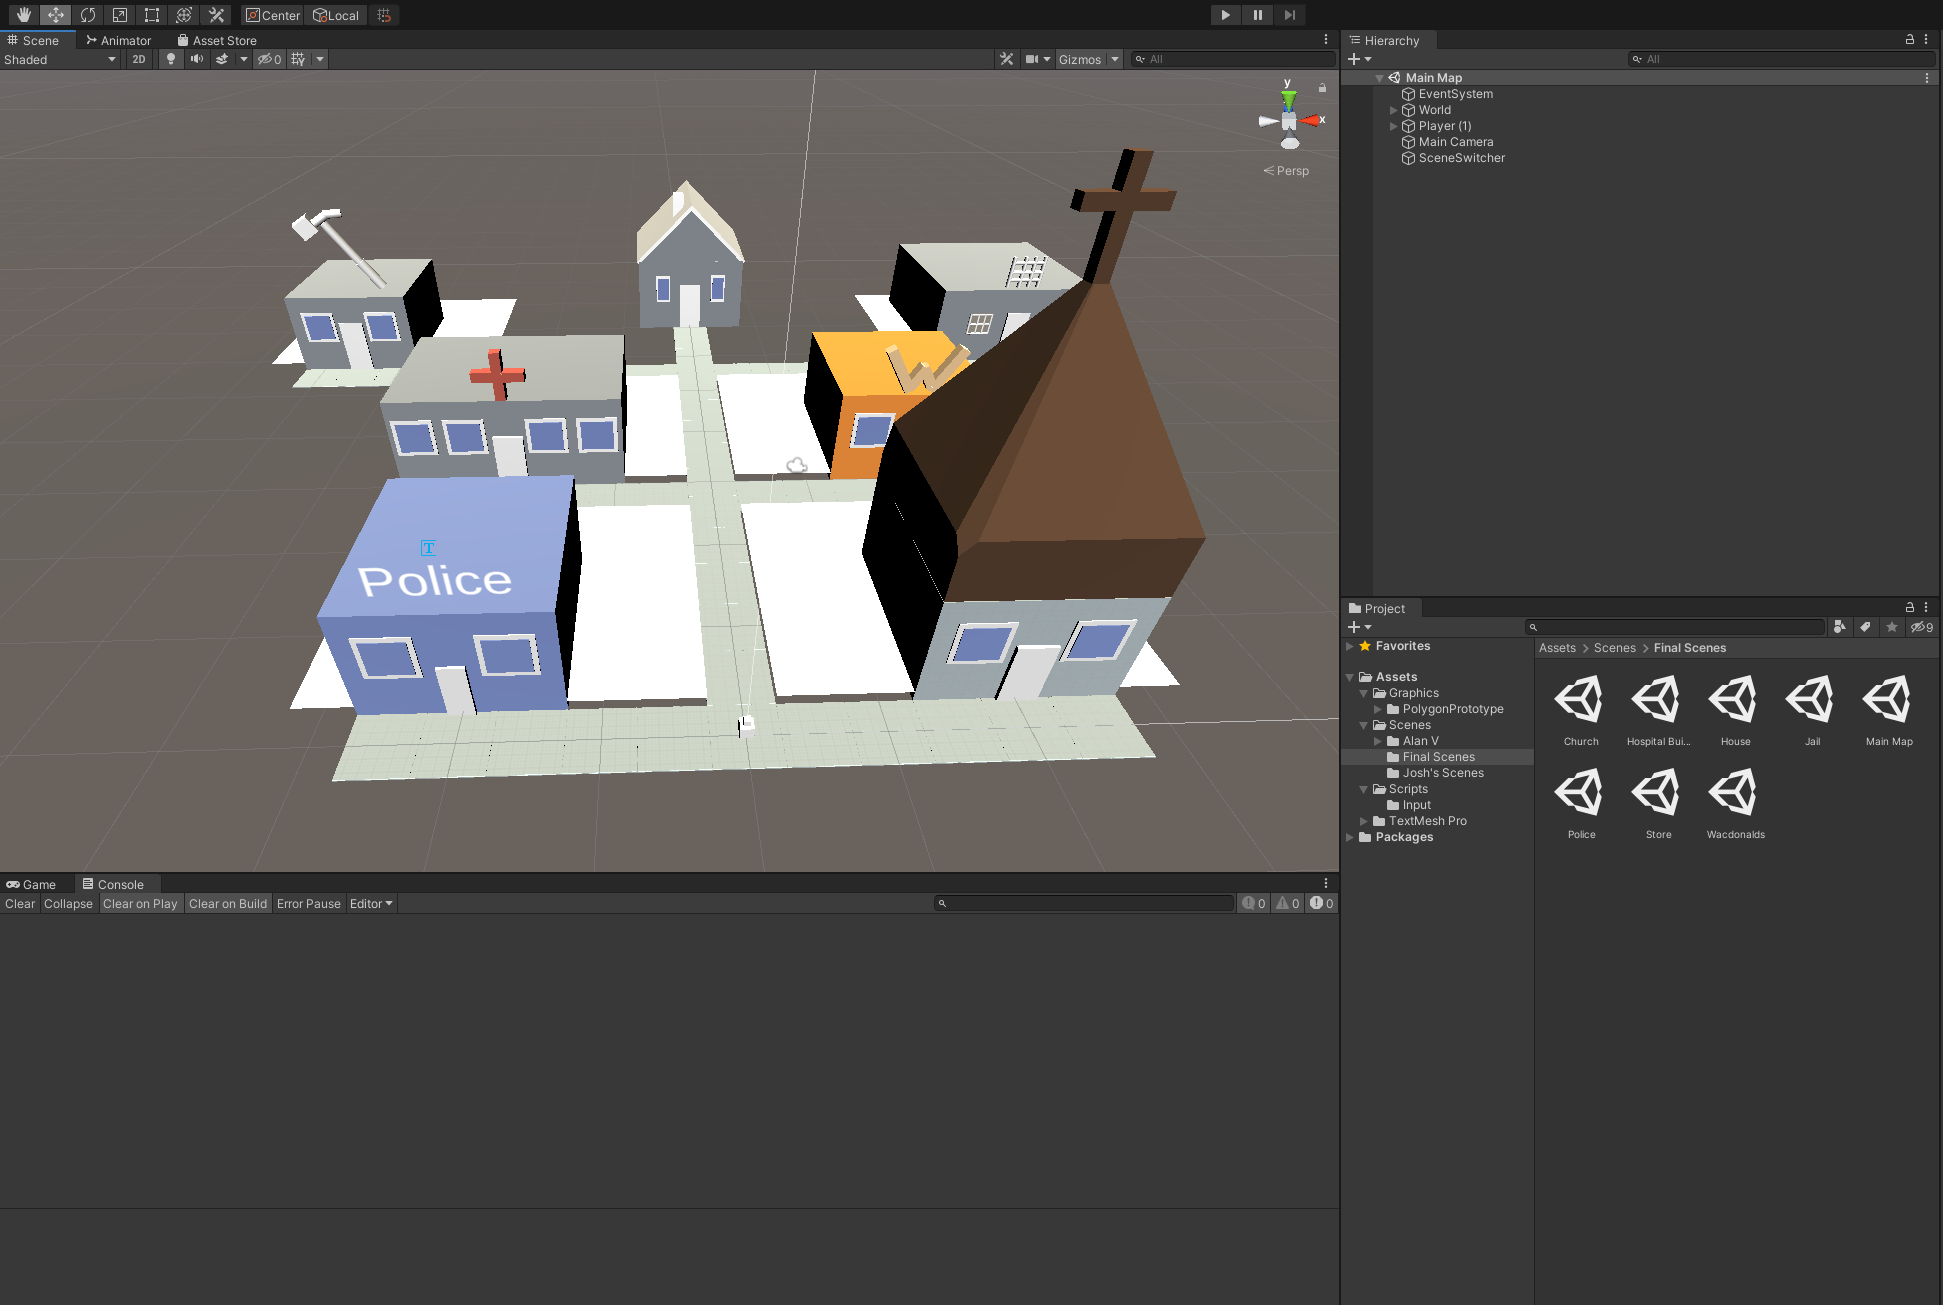 Center Local
Scene Animator Asset Store
Shaded 2D 0 Gizmos All
y
x
Persp
W
Police
Hierarchy
All
Main Map
EventSystem
World
Player (1)
Main Camera
SceneSwitcher
Project
9
Favorites
Assets
Graphics
PolygonPrototype
Scenes
Alan V
Final Scenes
Josh's Scenes
Scripts
Input
TextMesh Pro
Packages
Assets > Scenes > Final Scenes
Church Hospital Bui... House Jail Main Map
Police Store Wacdonalds
Game Console
Clear Collapse Clear on Play Clear on Build Error Pause Editor 0 0 0